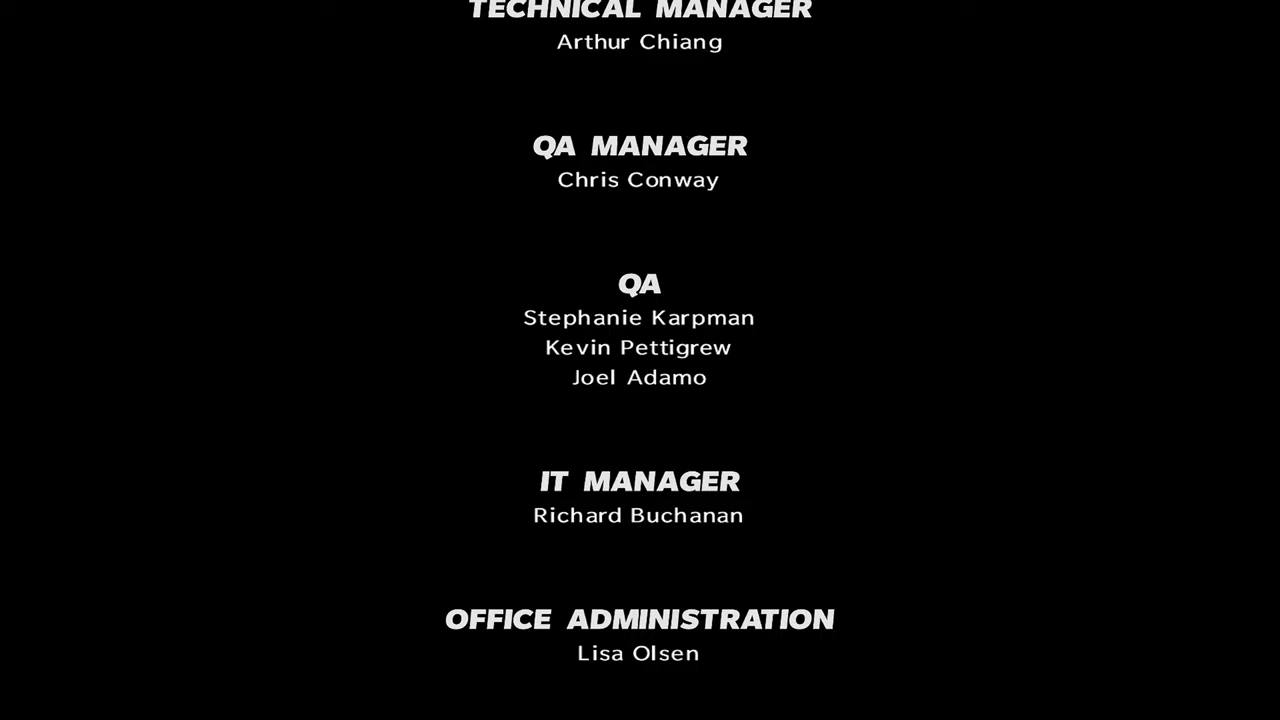 TECHNICAL MANAGER
Arthur Chiang
QA MANAGER
Chris Conway
QA
Stephanie Karpman
Kevin Pettigrew
Joel Adamo
IT MANAGER
Richard Buchanan
OFFICE ADMINISTRATION
Lisa Olsen